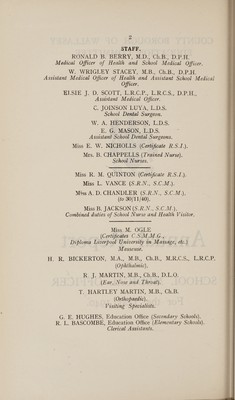 2
STAFF.
RONALD B. BERRY, M.D., Ch.B., D.P.H.
Medical Officer of Health and School Medical Officer.
W. WRIGLEY STACEY, M.B., Ch.B., D.P.H.
Assistant Medical Officer of Health and Assistant School Medical
Officer.
ELSIE J. D. SCOTT, L.R.C.P., L.R.C.S., D.P.H.,
Assistant Medical Officer.
C. JOINSON LUYA, L.D.S.
School Dental Surgeon.
W. A. HENDERSON, L.D.S.
E. G. MASON, L.D.S.
Assistant School Dental Surgeons.
Miss E. W. NICHOLLS (Certificate R.S.I.).
Mrs. B. CHAPPELLS (Trained Nurse).
School Nurses.
Miss R. M. QUINTON (Certificate R.S.I.).
Miss L. VANCE (S.R.N., S.C.M.).
Miss A. D. CHANDLER (S.R.N., S.C.M.),
(to 30/11/40).
Miss B. JACKSON (S.R.N., S.C.M.),
Combined duties of School Nurse and Health Visitor.
Miss M. OGLE
(Certificates C.S.M.M.G.,
Diploma Liverpool University in Massage, etc.)
Masseuse.
H. R. BICKERTON, M.A., M.B., Ch.B., M.R.C.S., L.R.C.P.
(Ophthalmic).
R. J. MARTIN, M.B., Ch.B., D.L.O.
(Ear, Nose and Throat).
T. HARTLEY MARTIN, M.B., Ch.B.
(Orthopaedic).
Visiting Specialists.
G. E. HUGHES, Education Office (Secondary Schools).
R. L. BASCOMBE, Education Office (Elementary Schools).
Clerical Assistants.